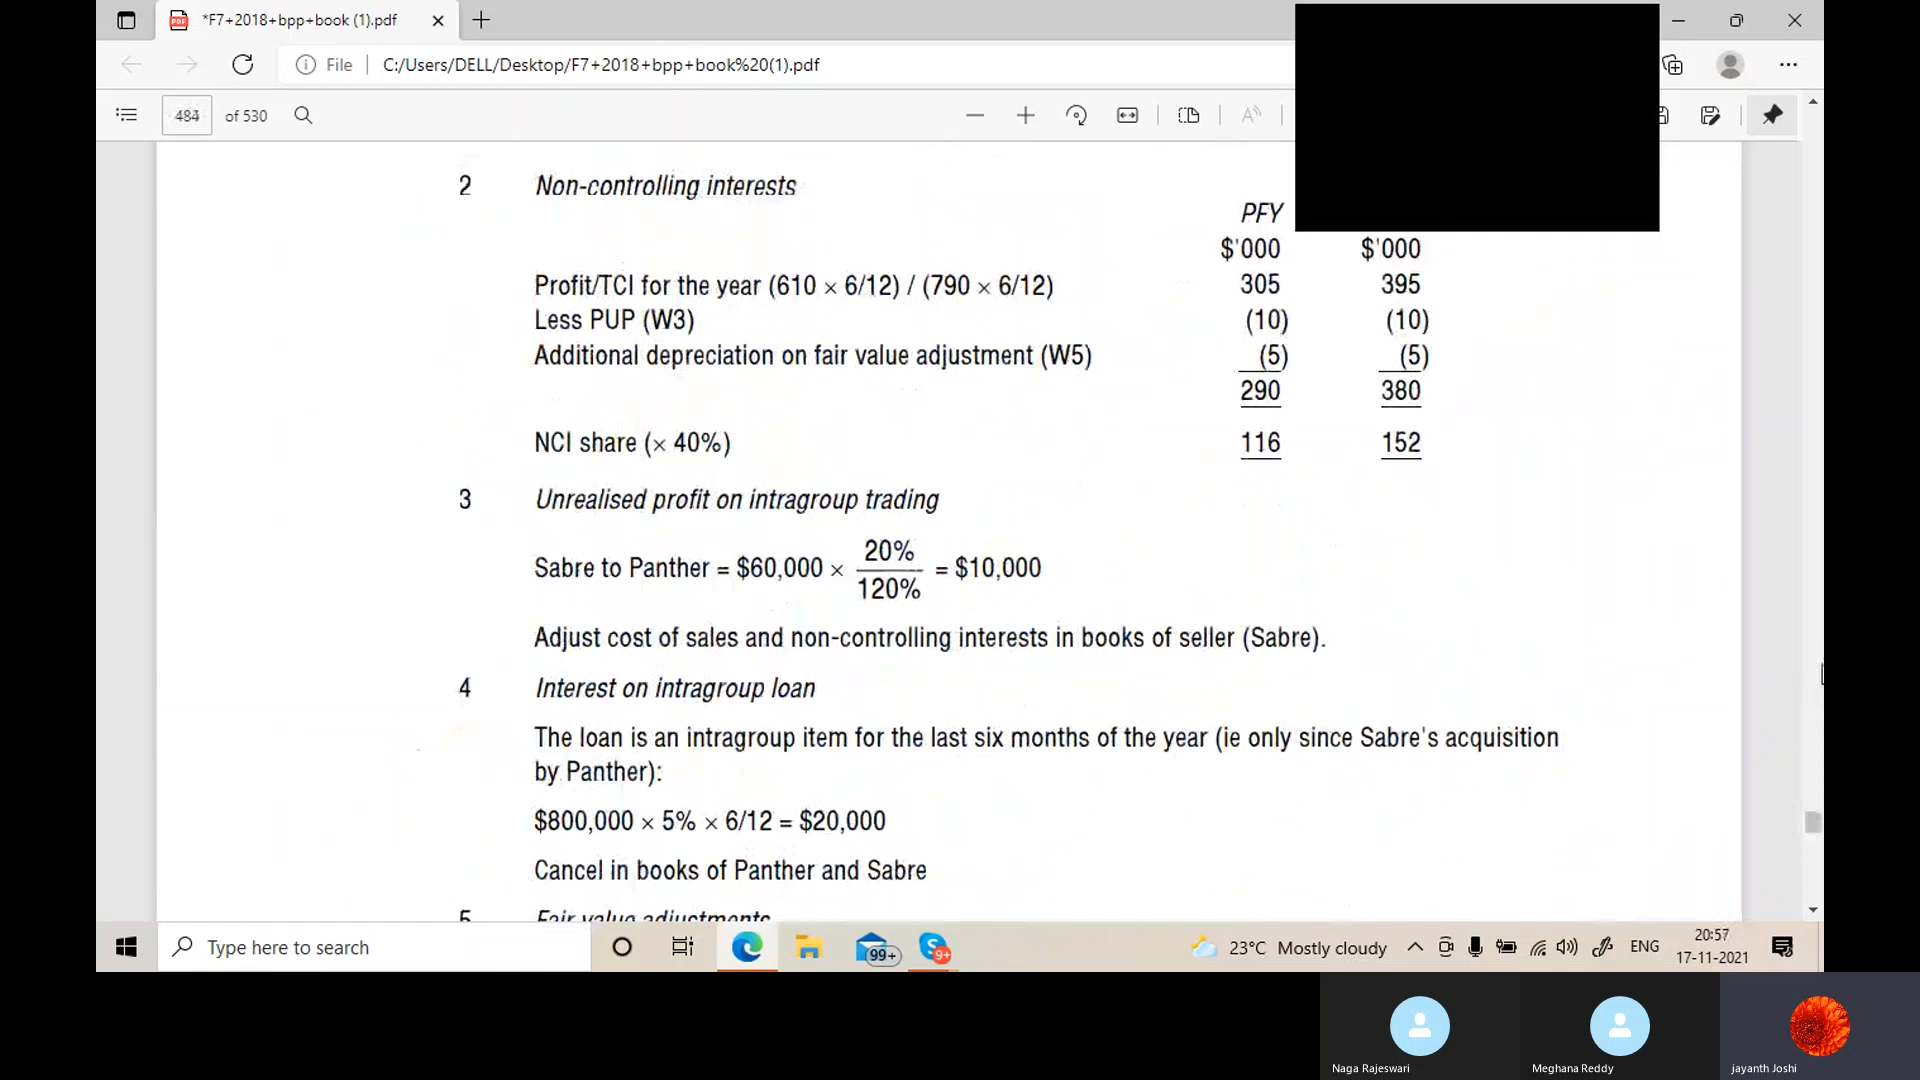 *F7+2018+bpp+book (1).pdf
File C:/Users/DELL/Desktop/F7+2018+bpp+book%20(1).pdf
484 of 530
2 Non-controlling interests
PFY
$'000 $'000
Profit/TCI for the year (610 × 6/12) / (790 × 6/12) 305 395
Less PUP (W3) (10) (10)
Additional depreciation on fair value adjustment (W5) (5) (5)
290 380
NCI share (× 40%) 116 152
3 Unrealised profit on intragroup trading
Sabre to Panther = $60,000 × 20%/120% = $10,000
Adjust cost of sales and non-controlling interests in books of seller (Sabre).
4 Interest on intragroup loan
The loan is an intragroup item for the last six months of the year (ie only since Sabre's acquisition
by Panther):
$800,000 × 5% × 6/12 = $20,000
Cancel in books of Panther and Sabre
5 Fair value adjustments
Type here to search 99+ 9+ 23°C Mostly cloudy ENG 20:57
17-11-2021
Naga Rajeswari Meghana Reddy jayanth Joshi